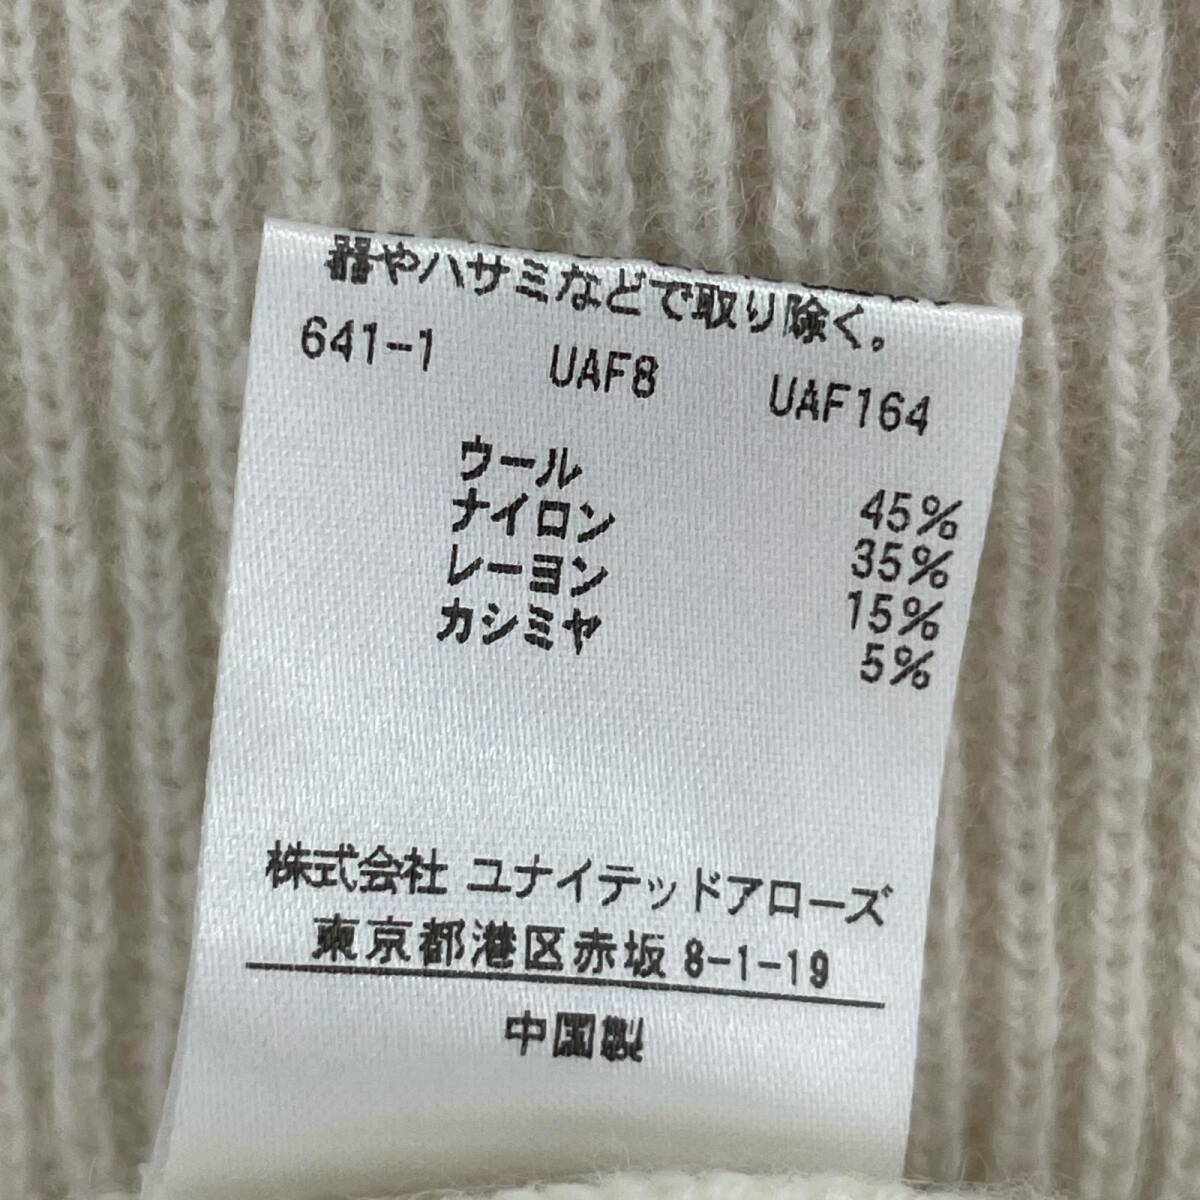 器やハサミなどで取り除く。
641-1 UAF8 UAF164
ウール 45%
ナイロン 35%
レーヨン 15%
カシミヤ 5%
株式会社 ユナイテッドアローズ
東京都港区赤坂 8-1-19
中国製